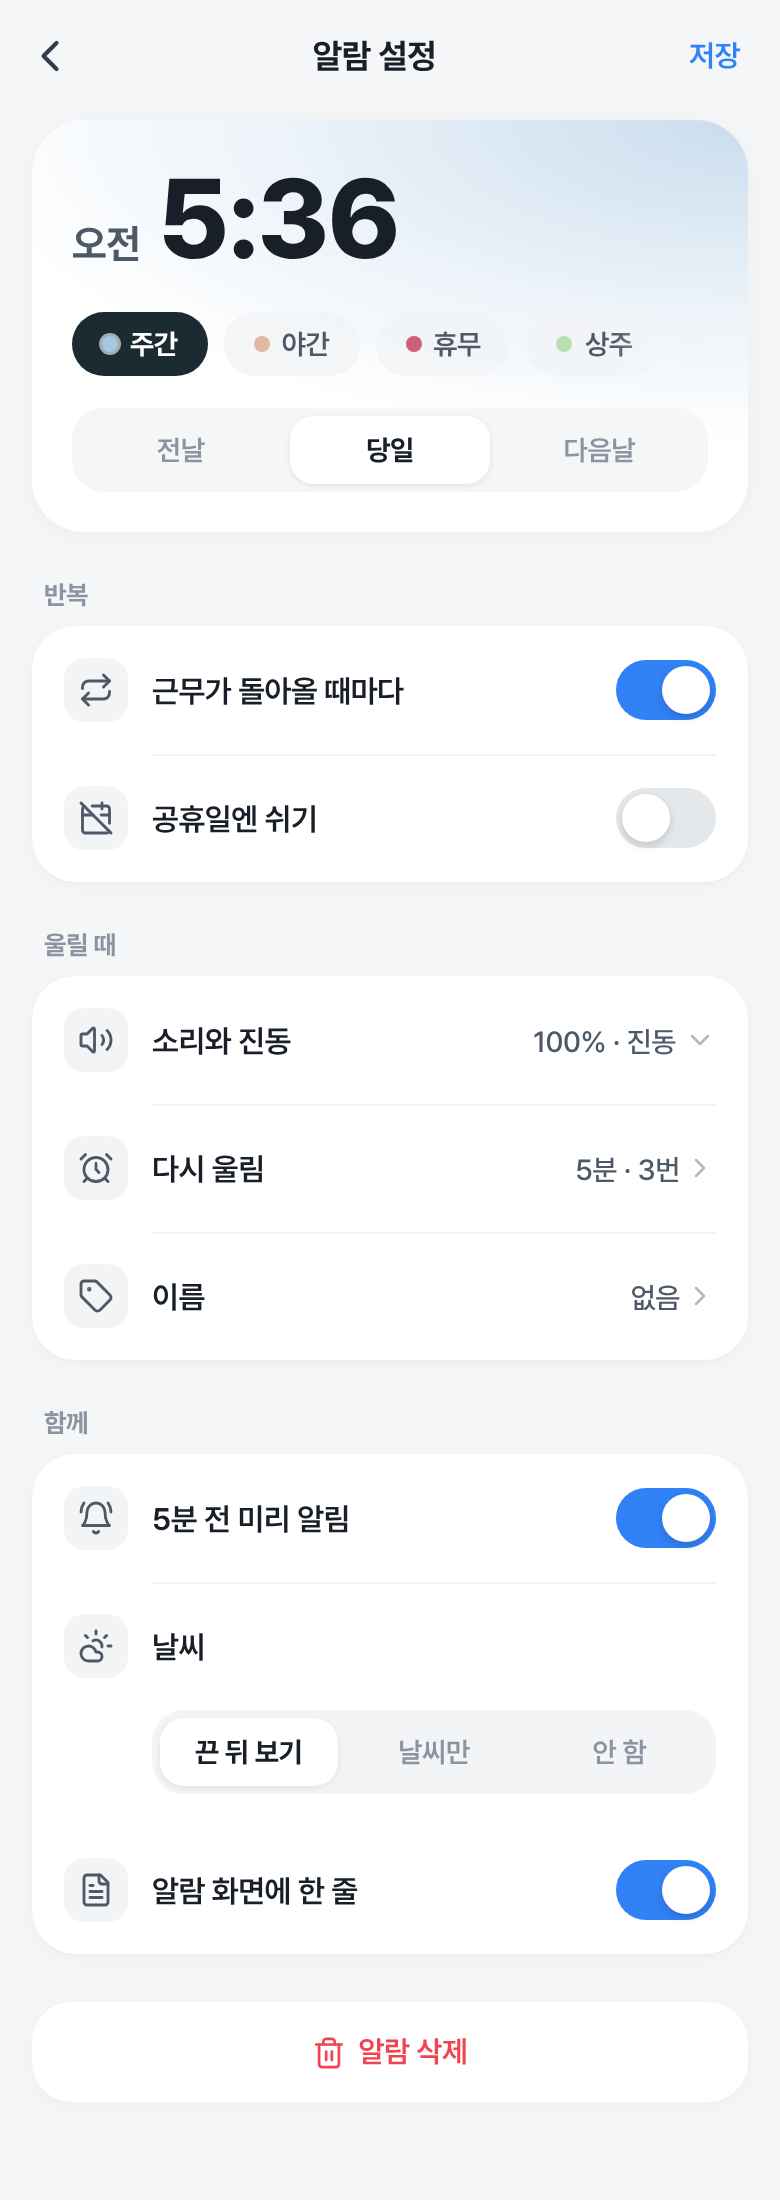 알람 설정
저장
오전 5:36
주간 야간 휴무 상주
전날 당일 다음날
반복
근무가 돌아올 때마다
공휴일엔 쉬기
울릴 때
소리와 진동 100% · 진동
다시 울림 5분 · 3번
이름 없음
함께
5분 전 미리 알림
날씨
끈 뒤 보기 날씨만 안 함
알람 화면에 한 줄
알람 삭제